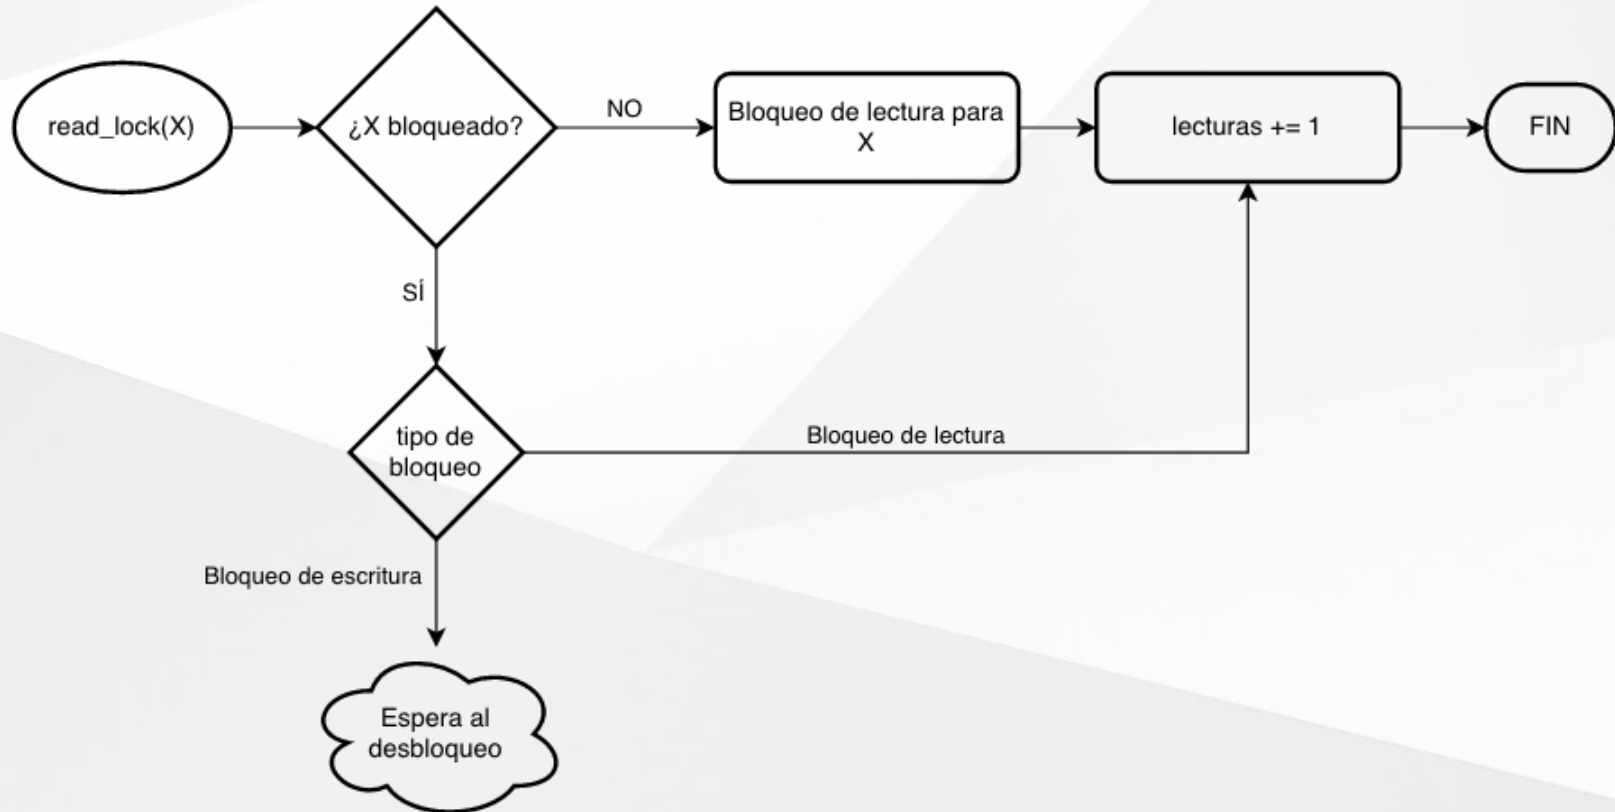 read_lock(X)
¿X bloqueado?
NO
Bloqueo de lectura para
X
lecturas += 1
FIN
SÍ
tipo de
bloqueo
Bloqueo de lectura
Bloqueo de escritura
Espera al
desbloqueo